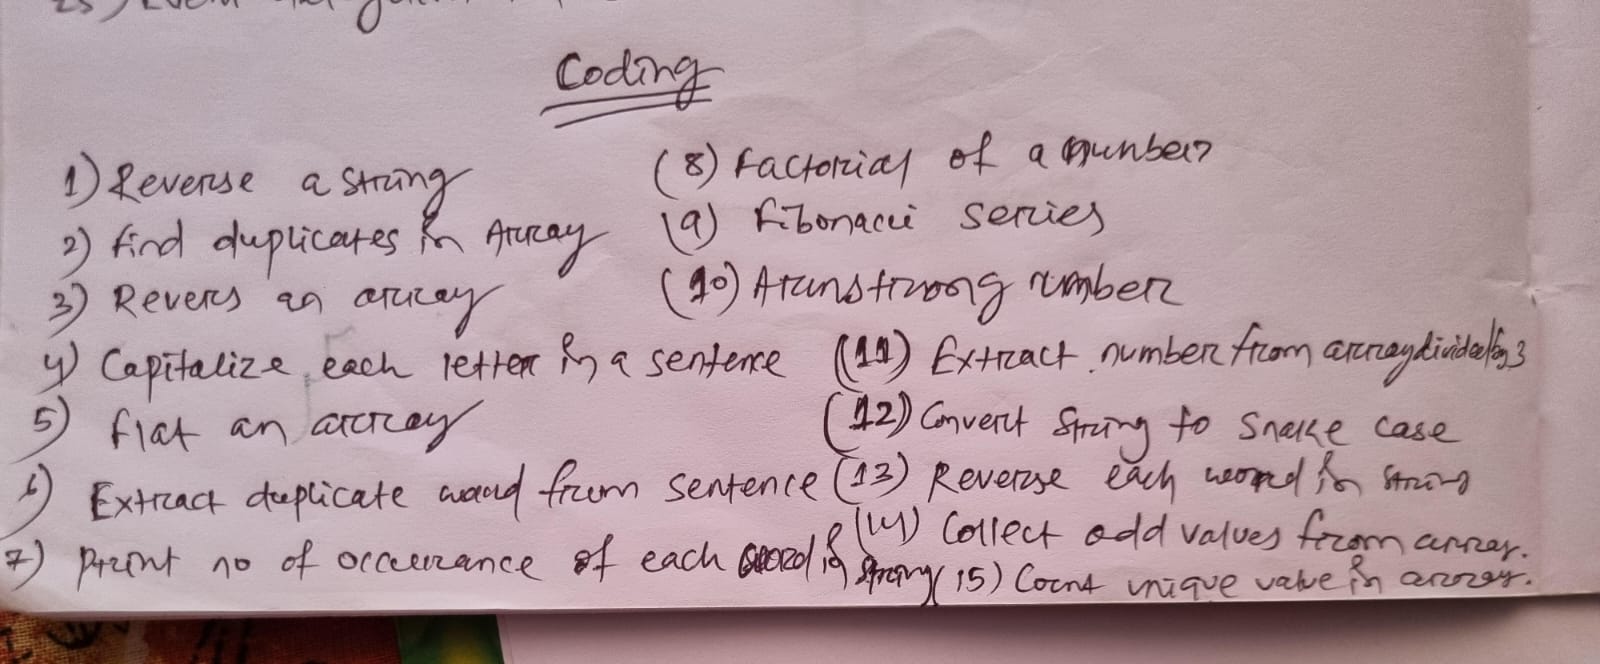 Coding
1) Reverse a string
2) find duplicates in Array
3) Revers an array
4) Capitalize each letter in a sentence
5) flat an array
6) Extract duplicate word from sentence
7) Print no of occurrance of each word in string
(8) factorial of a number
(9) fibonacci series
(10) Armstrong number
(11) Extract number from array divided by 3
(12) Convert String to Snake case
(13) Reverse each word in string
(14) Collect odd values from array.
15) Count unique value in array.